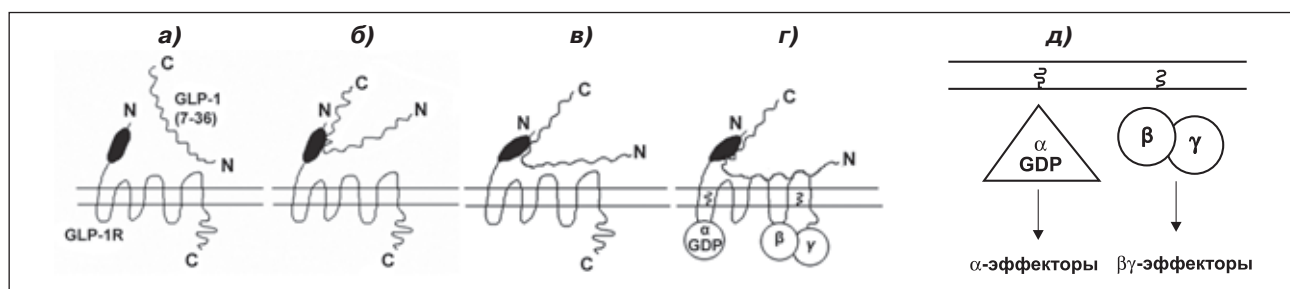 а) б) в) г) д)
C
GLP-1
(7-36)
N
N
GLP-1R
C
C
N
N
C
C
N
N
C
C
N
N
α
GDP
β
γ
α
GDP
β
γ
α-эффекторы
βγ-эффекторы